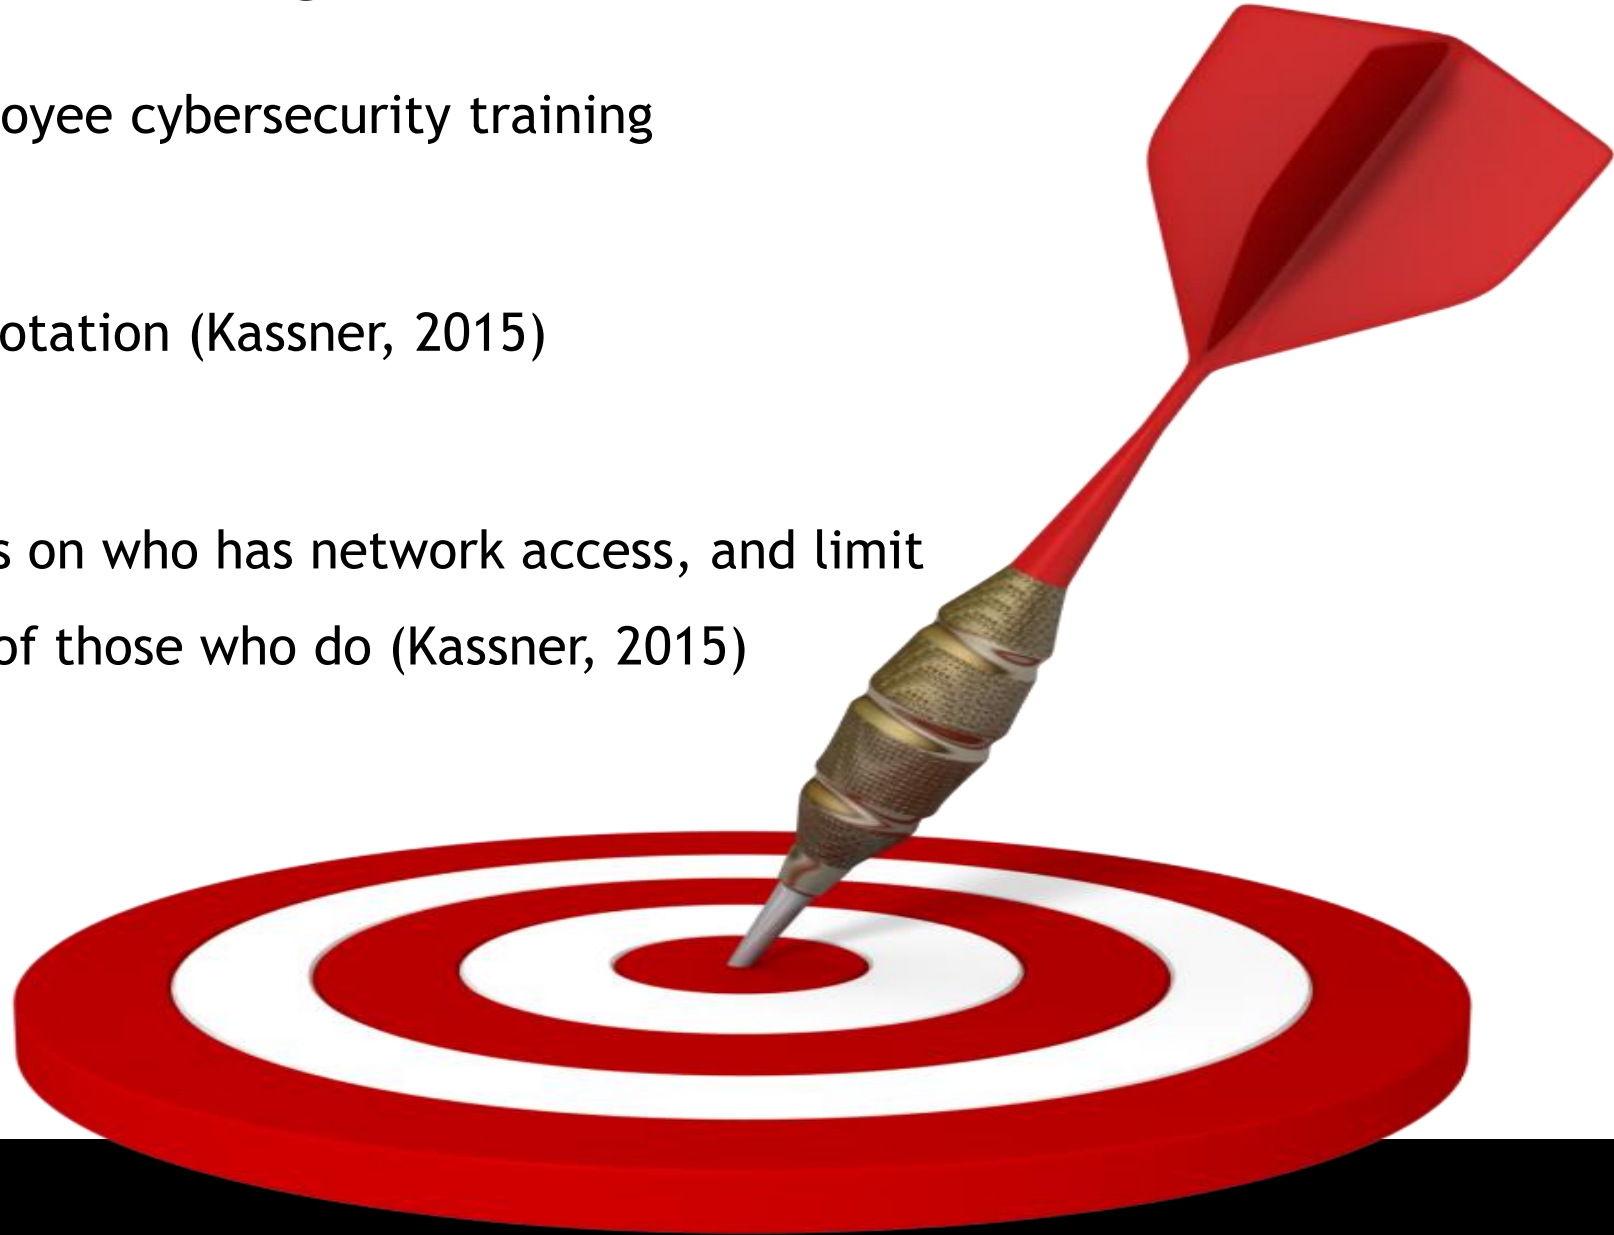 oyee cybersecurity training
otation (Kassner, 2015)
s on who has network access, and limit
of those who do (Kassner, 2015)